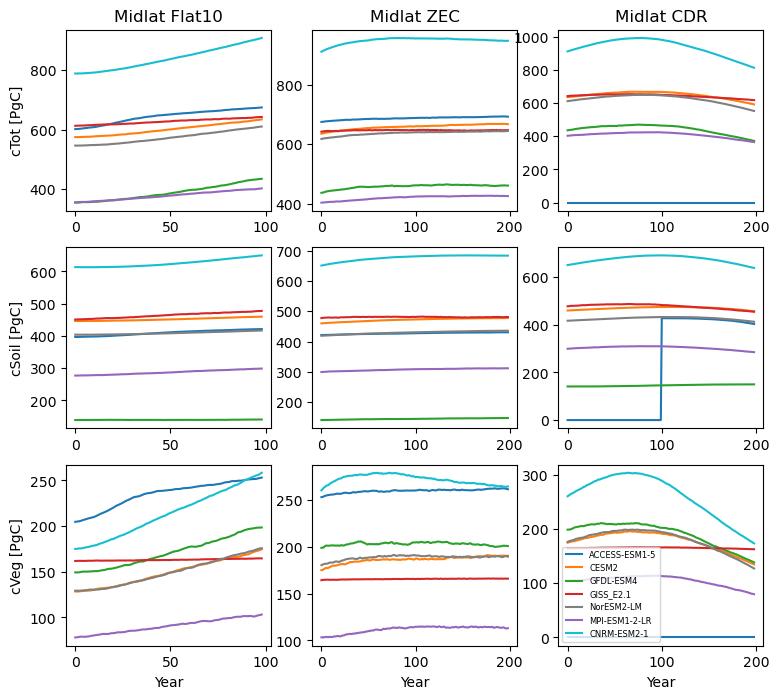 Midlat Flat10 Midlat ZEC Midlat CDR
cTot [PgC]
800
600
400
0 50 100
800
600
400
0 100 200
1000
800
600
400
200
0
0 100 200
cSoil [PgC]
600
500
400
300
200
0 50 100
700
600
500
400
300
200
0 100 200
600
400
200
0
0 100 200
cVeg [PgC]
250
200
150
100
0 50 100
Year
250
200
150
100
0 100 200
Year
300
200
100
0
ACCESS-ESM1-5
CESM2
GFDL-ESM4
GISS_E2.1
NorESM2-LM
MPI-ESM1-2-LR
CNRM-ESM2-1
0 100 200
Year